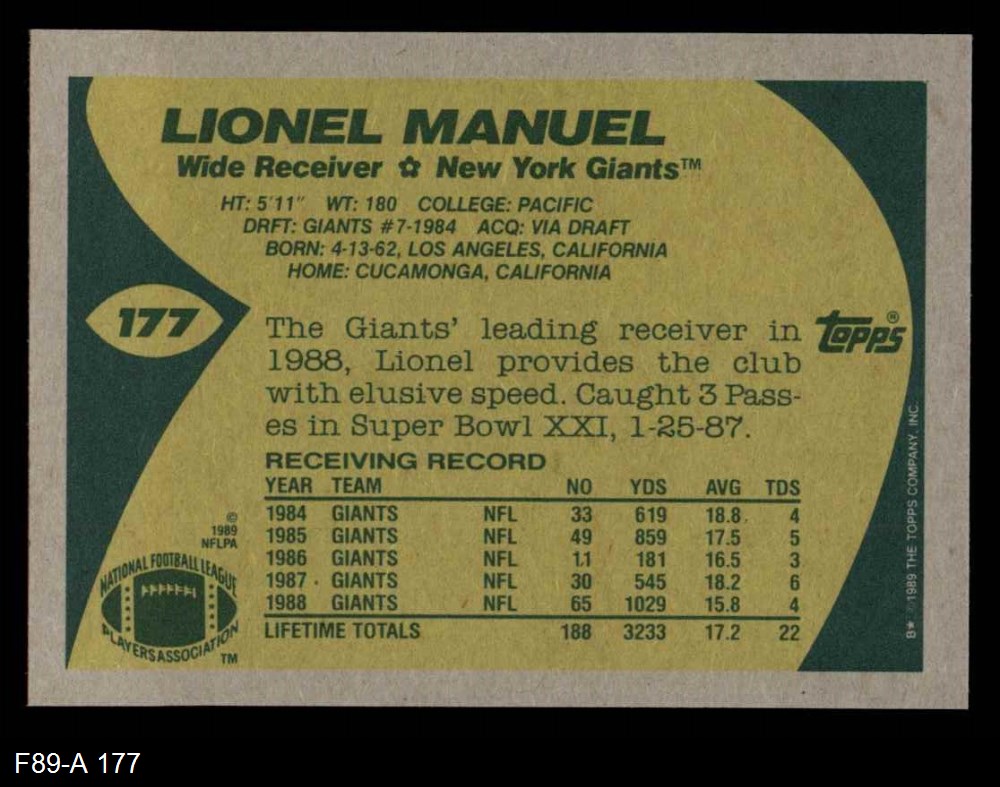 LIONEL MANUEL
Wide Receiver ✿ New York Giants™
HT: 5'11" WT: 180 COLLEGE: PACIFIC
DRFT: GIANTS #7-1984 ACQ: VIA DRAFT
BORN: 4-13-62, LOS ANGELES, CALIFORNIA
HOME: CUCAMONGA, CALIFORNIA
177
The Giants' leading receiver in
1988, Lionel provides the club
with elusive speed. Caught 3 Pass-
es in Super Bowl XXI, 1-25-87.
TOPPS®
RECEIVING RECORD
YEAR TEAM NO YDS AVG TDS
1984 GIANTS NFL 33 619 18.8 4
1985 GIANTS NFL 49 859 17.5 5
1986 GIANTS NFL 11 181 16.5 3
1987 GIANTS NFL 30 545 18.2 6
1988 GIANTS NFL 65 1029 15.8 4
LIFETIME TOTALS 188 3233 17.2 22
©
1989
NFLPA
NATIONAL FOOTBALL LEAGUE
PLAYERS ASSOCIATION
TM
B* ©1989 THE TOPPS COMPANY, INC.
F89-A 177